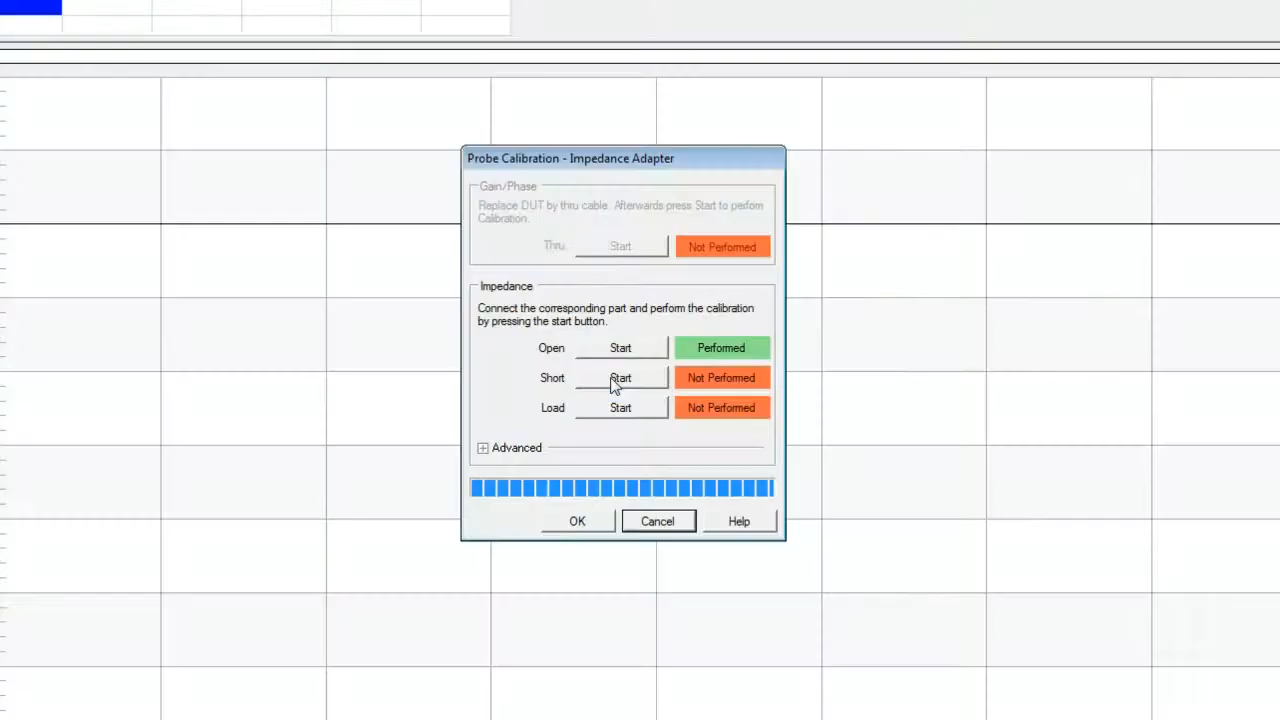 Probe Calibration - Impedance Adapter
Gain/Phase
Replace DUT by thru cable. Afterwards press Start to perfom
Calibration.
Thru Start Not Performed
Impedance
Connect the corresponding part and perform the calibration
by pressing the start button.
Open Start Performed
Short Start Not Performed
Load Start Not Performed
Advanced
OK Cancel Help